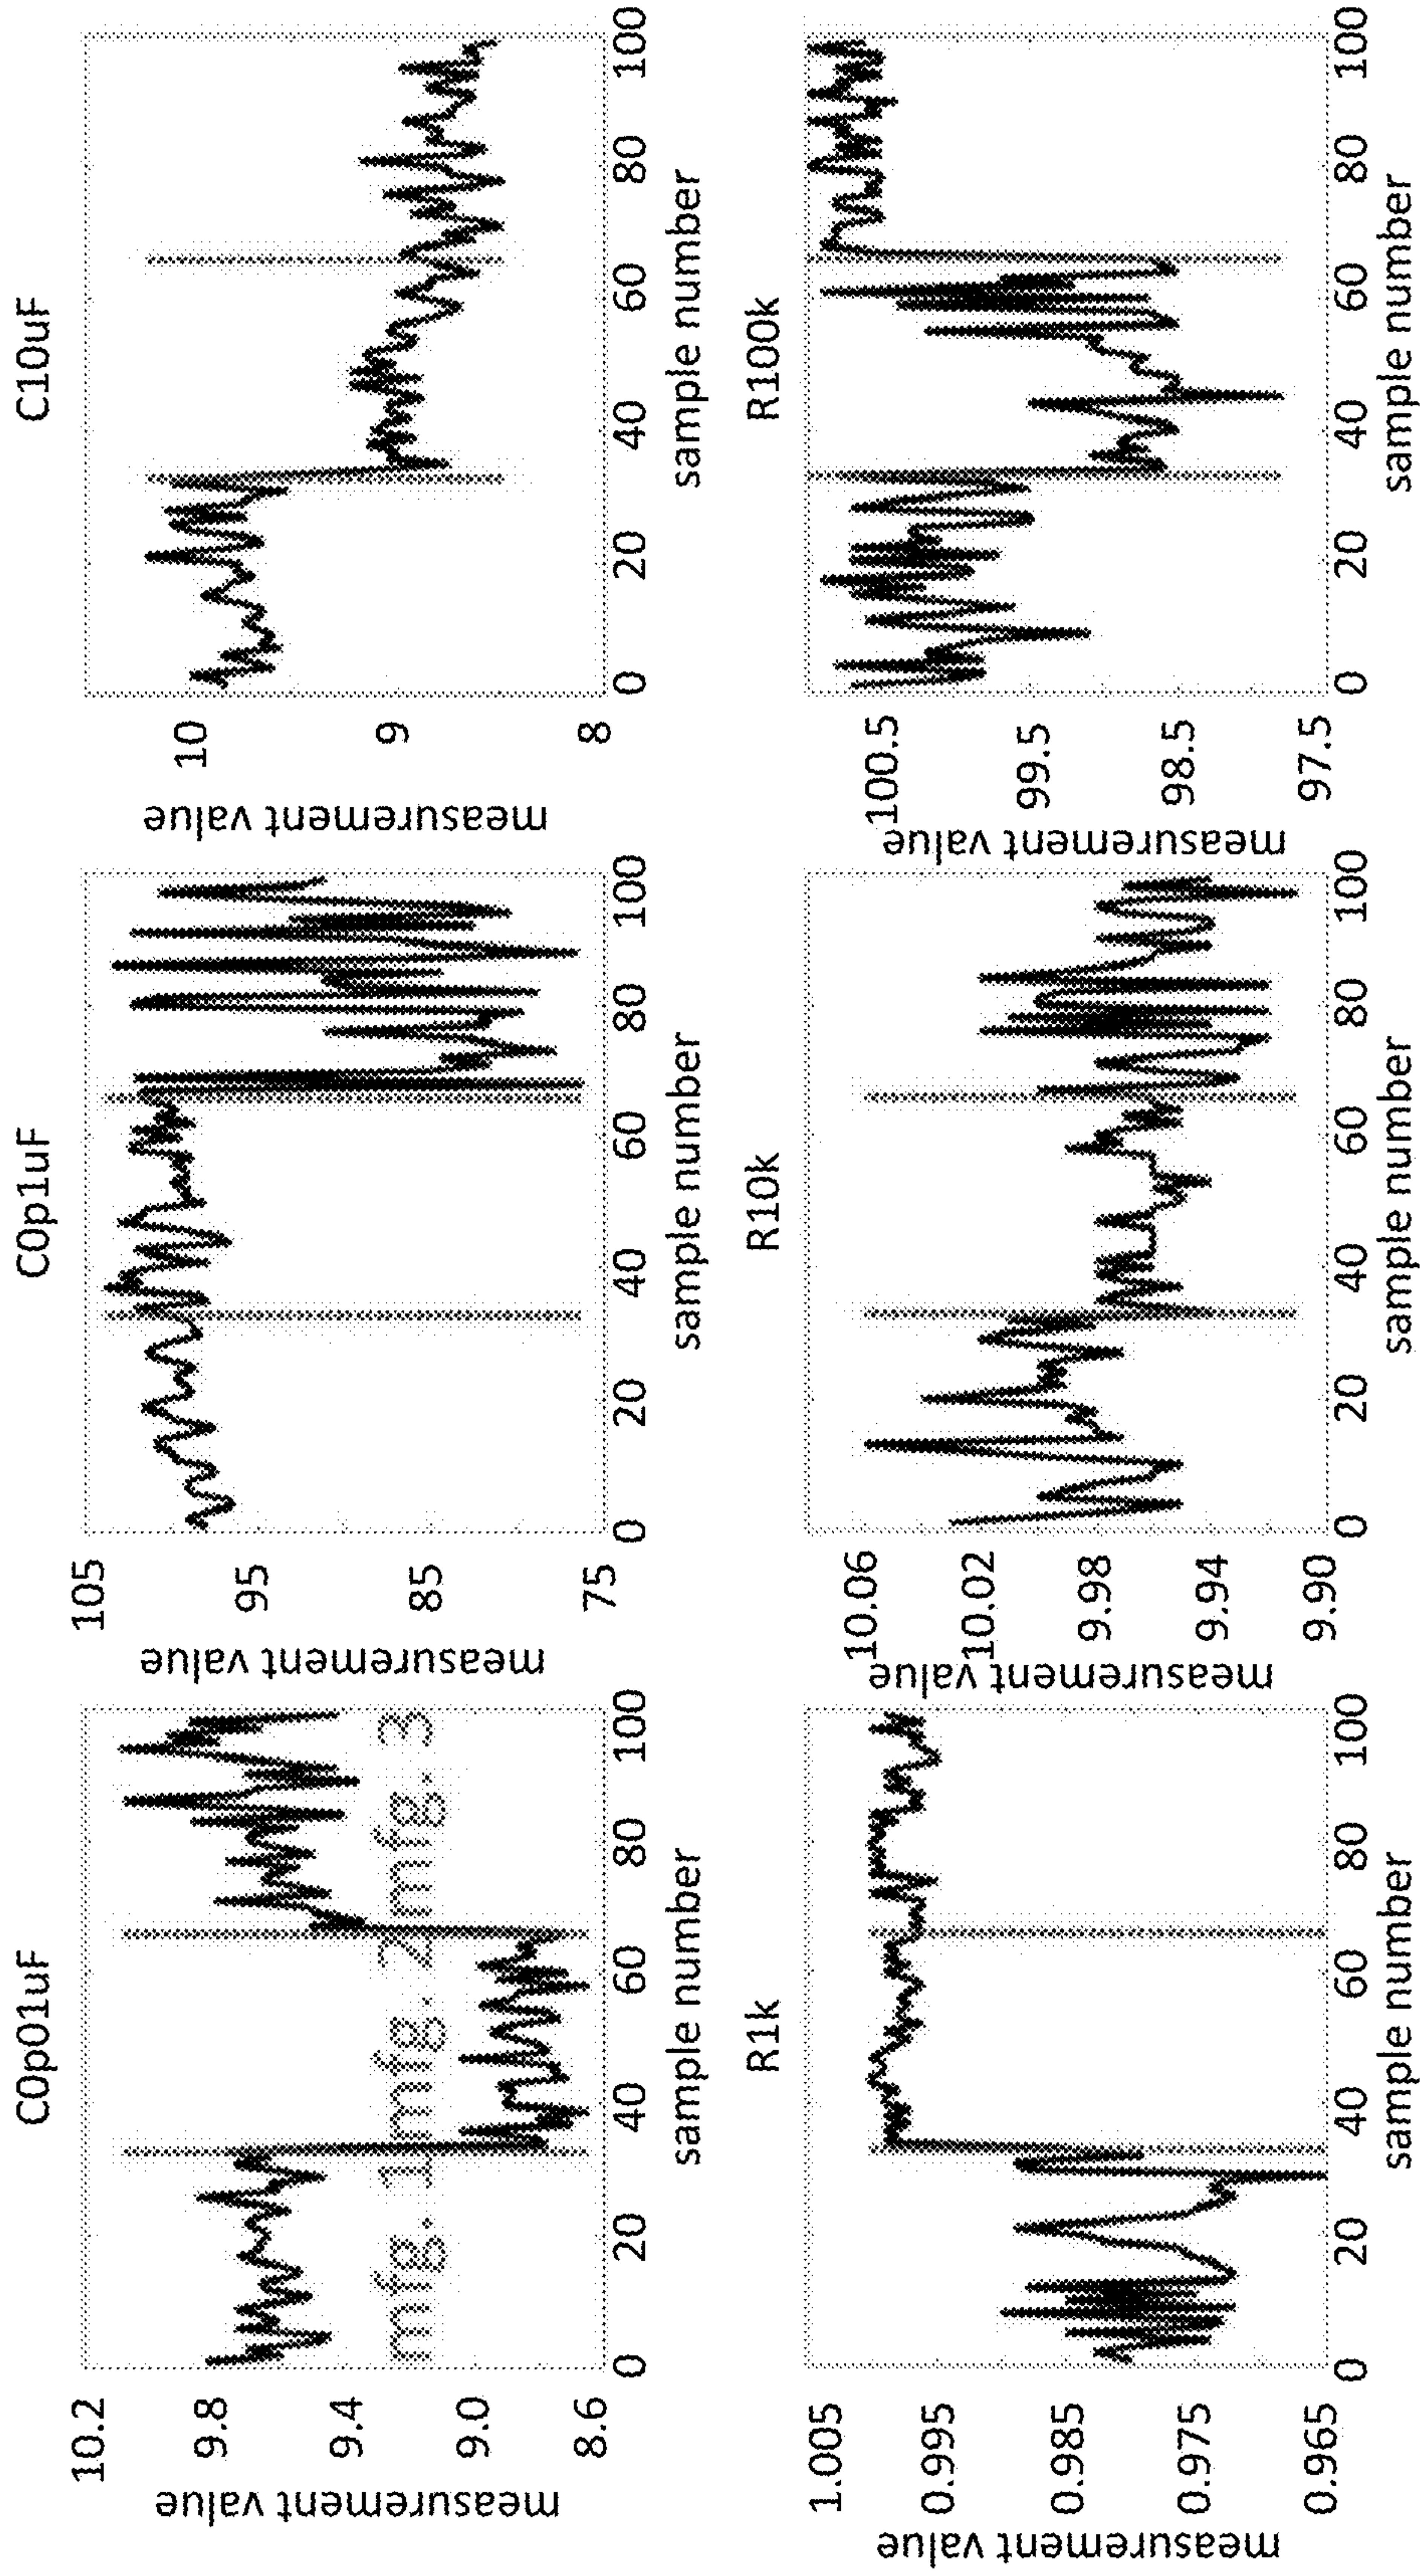 C0p01uF
measurement value
10.2
9.8
9.4
9.0
8.6
mfg. 1 mfg. 2 mfg. 3
0 20 40 60 80 100
sample number
C0p1uF
measurement value
105
95
85
75
0 20 40 60 80 100
sample number
C10uF
measurement value
10
9
8
0 20 40 60 80 100
sample number
R1k
measurement value
1.005
0.995
0.985
0.975
0.965
0 20 40 60 80 100
sample number
R10k
measurement value
10.06
10.02
9.98
9.94
9.90
0 20 40 60 80 100
sample number
R100k
measurement value
100.5
99.5
98.5
97.5
0 20 40 60 80 100
sample number